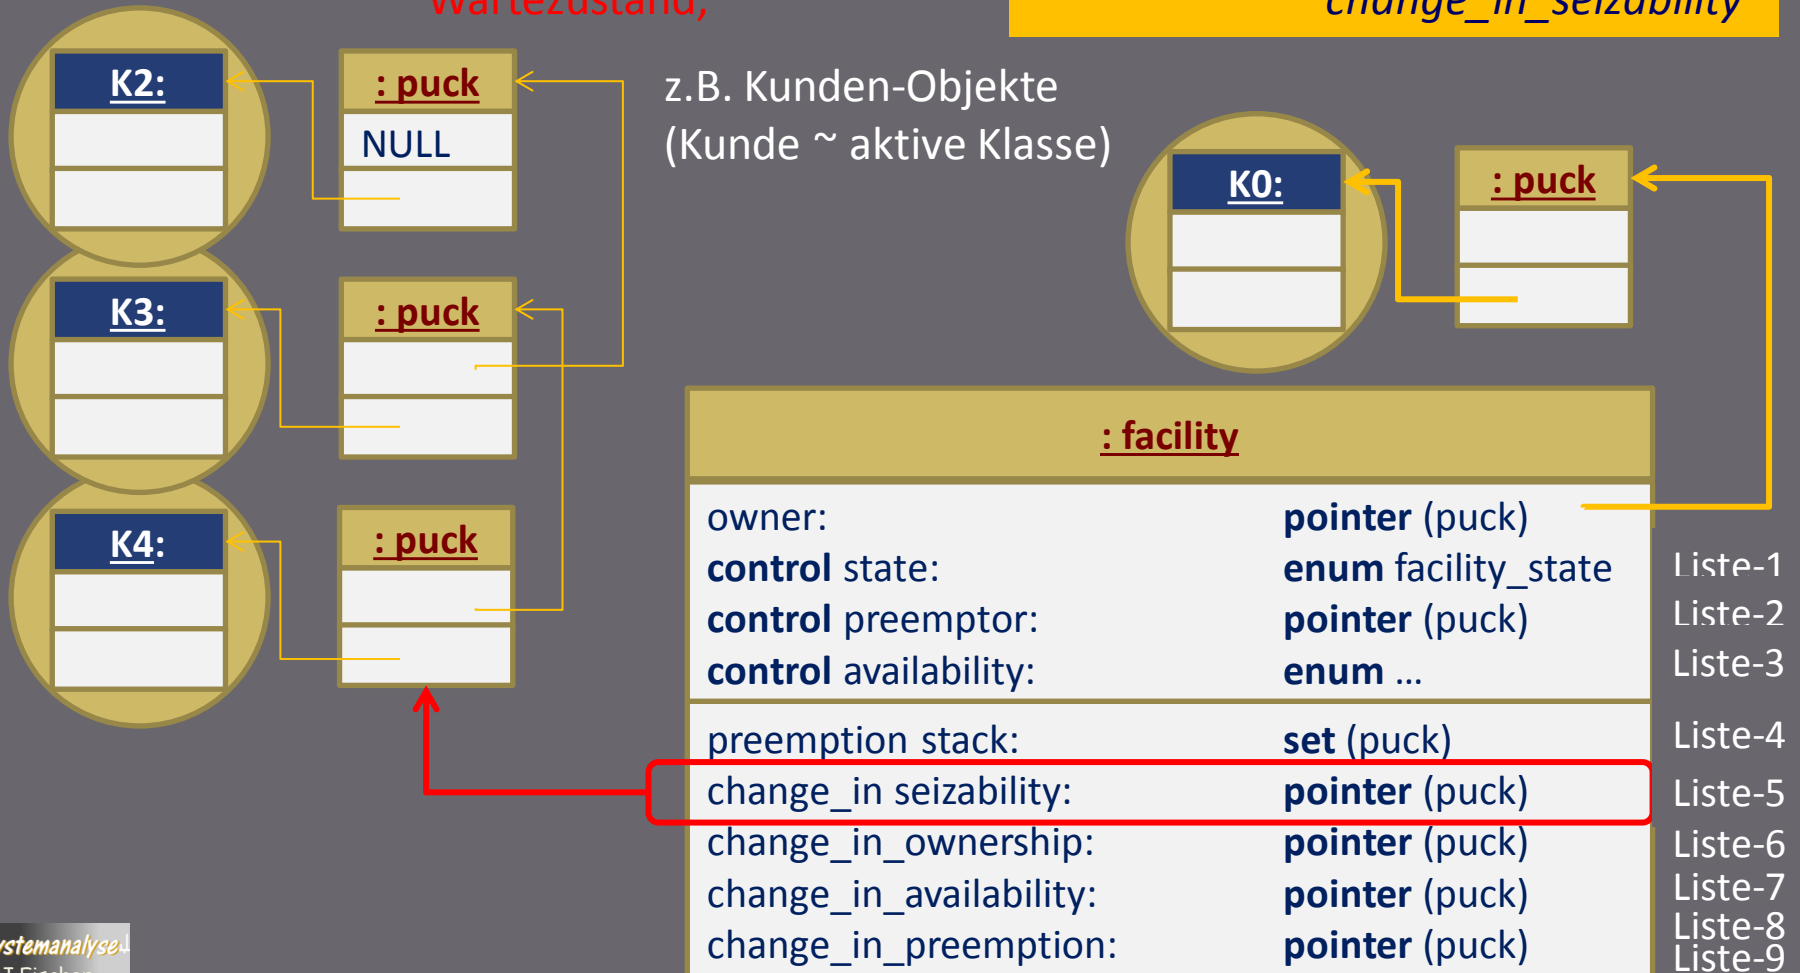 Wartezustand,
change_in_seizability
K2:
: puck
NULL
z.B. Kunden-Objekte
(Kunde ~ aktive Klasse)
K0:
: puck
K3:
: puck
K4:
: puck
: facility
owner: pointer (puck)
control state: enum facility_state
Liste-1
control preemptor: pointer (puck)
Liste-2
control availability: enum ...
Liste-3
preemption stack: set (puck)
Liste-4
change_in seizability: pointer (puck)
Liste-5
change_in_ownership: pointer (puck)
Liste-6
change_in_availability: pointer (puck)
Liste-7
change_in_preemption: pointer (puck)
Liste-8
Liste-9
ystemanalyse